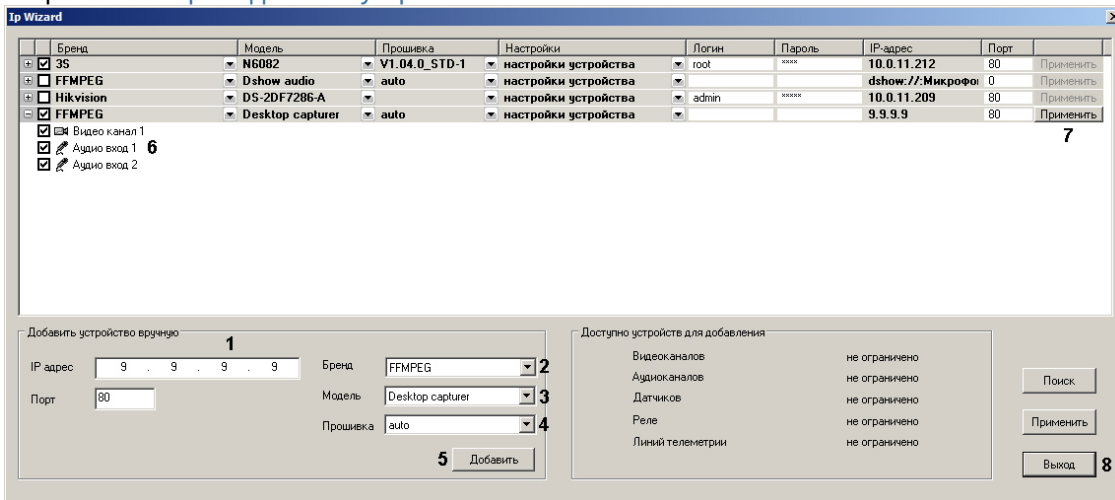 Ip Wizard
Бренд Модель Прошивка Настройки Логин Пароль IP-адрес Порт
3S N6082 V1.04.0_STD-1 настройки устройства root xxxx 10.0.11.212 80 Применить
FFMPEG Dshow audio auto настройки устройства dshow://:Микрофо 0 Применить
Hikvision DS-2DF7286-A настройки устройства admin xxxxx 10.0.11.209 80 Применить
FFMPEG Desktop capturer auto настройки устройства 9.9.9.9 80 Применить
Видео канал 1 7
Аудио вход 1 6
Аудио вход 2
Добавить устройство вручную
1
IP адрес 9 . 9 . 9 . 9
Порт 80
Бренд FFMPEG 2
Модель Desktop capturer 3
Прошивка auto 4
5 Добавить
Доступно устройств для добавления
Видеоканалов не ограничено
Аудиоканалов не ограничено
Датчиков не ограничено
Реле не ограничено
Линий телеметрии не ограничено
Поиск
Применить
Выход 8